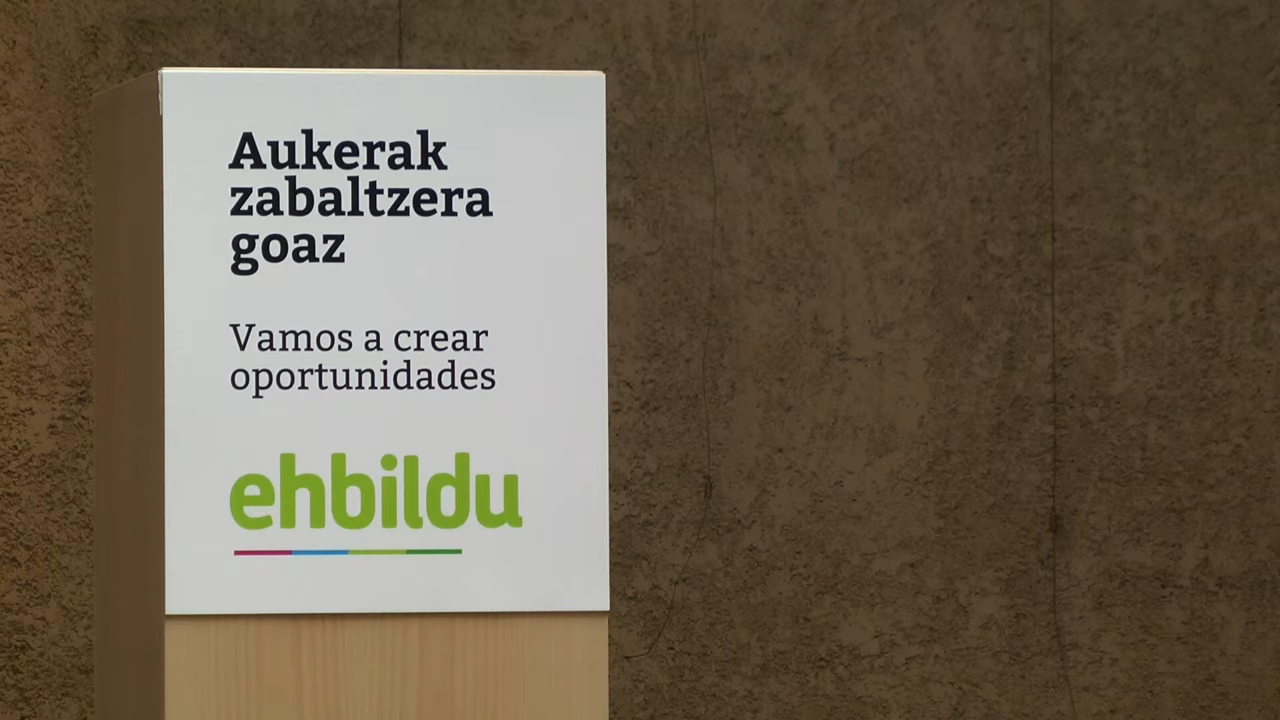 Aukerak
zabaltzera
goaz
Vamos a crear
oportunidades
ehbildu